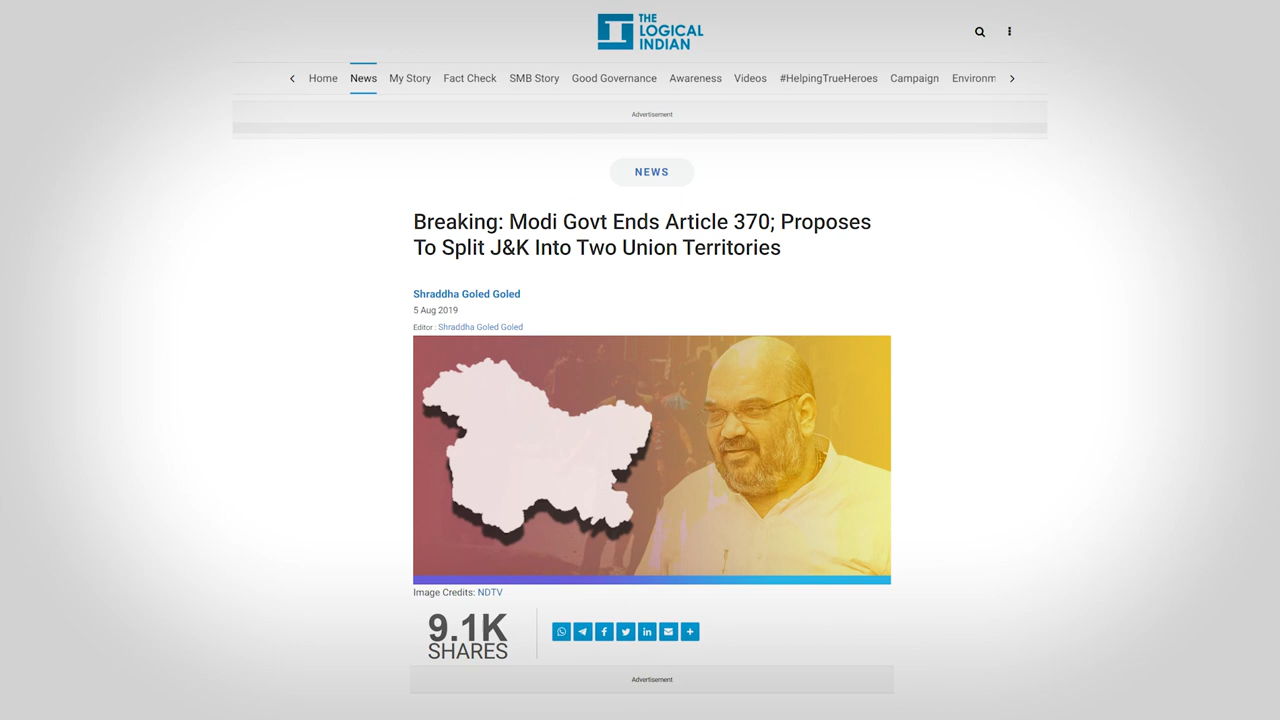 THE
LOGICAL
INDIAN
Home News My Story Fact Check SMB Story Good Governance Awareness Videos #HelpingTrueHeroes Campaign Environm
Advertisement
NEWS
Breaking: Modi Govt Ends Article 370; Proposes
To Split J&K Into Two Union Territories
Shraddha Goled Goled
5 Aug 2019
Editor : Shraddha Goled Goled
Image Credits: NDTV
9.1K
SHARES
Advertisement